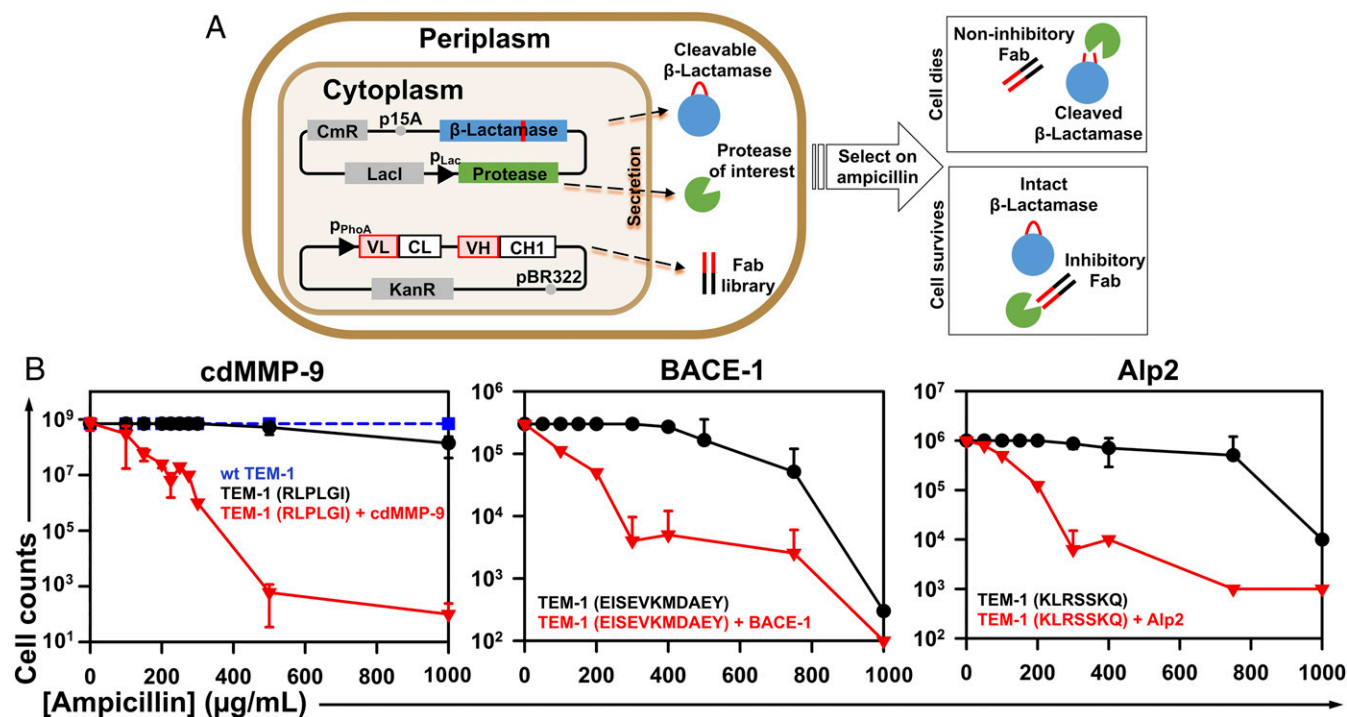 A
Periplasm
Cytoplasm
CmR
p15A
β-Lactamase
LacI
pLac
Protease
pPhoA
VL
CL
VH
CH1
KanR
pBR322
Secretion
Cleavable
β-Lactamase
Protease
of interest
Fab
library
Select on
ampicillin
Cell dies
Non-inhibitory
Fab
Cleaved
β-Lactamase
Cell survives
Intact
β-Lactamase
Inhibitory
Fab
B
cdMMP-9
10⁹
10⁷
10⁵
10³
10¹
wt TEM-1
TEM-1 (RLPLGI)
TEM-1 (RLPLGI) + cdMMP-9
0 200 400 600 800 1000
BACE-1
10⁶
10⁵
10⁴
10³
10²
TEM-1 (EISEVKMDAEY)
TEM-1 (EISEVKMDAEY) + BACE-1
0 200 400 600 800 1000
Alp2
10⁷
10⁶
10⁵
10⁴
10³
10²
TEM-1 (KLRSSKQ)
TEM-1 (KLRSSKQ) + Alp2
0 200 400 600 800 1000
Cell counts
[Ampicillin] (μg/mL)